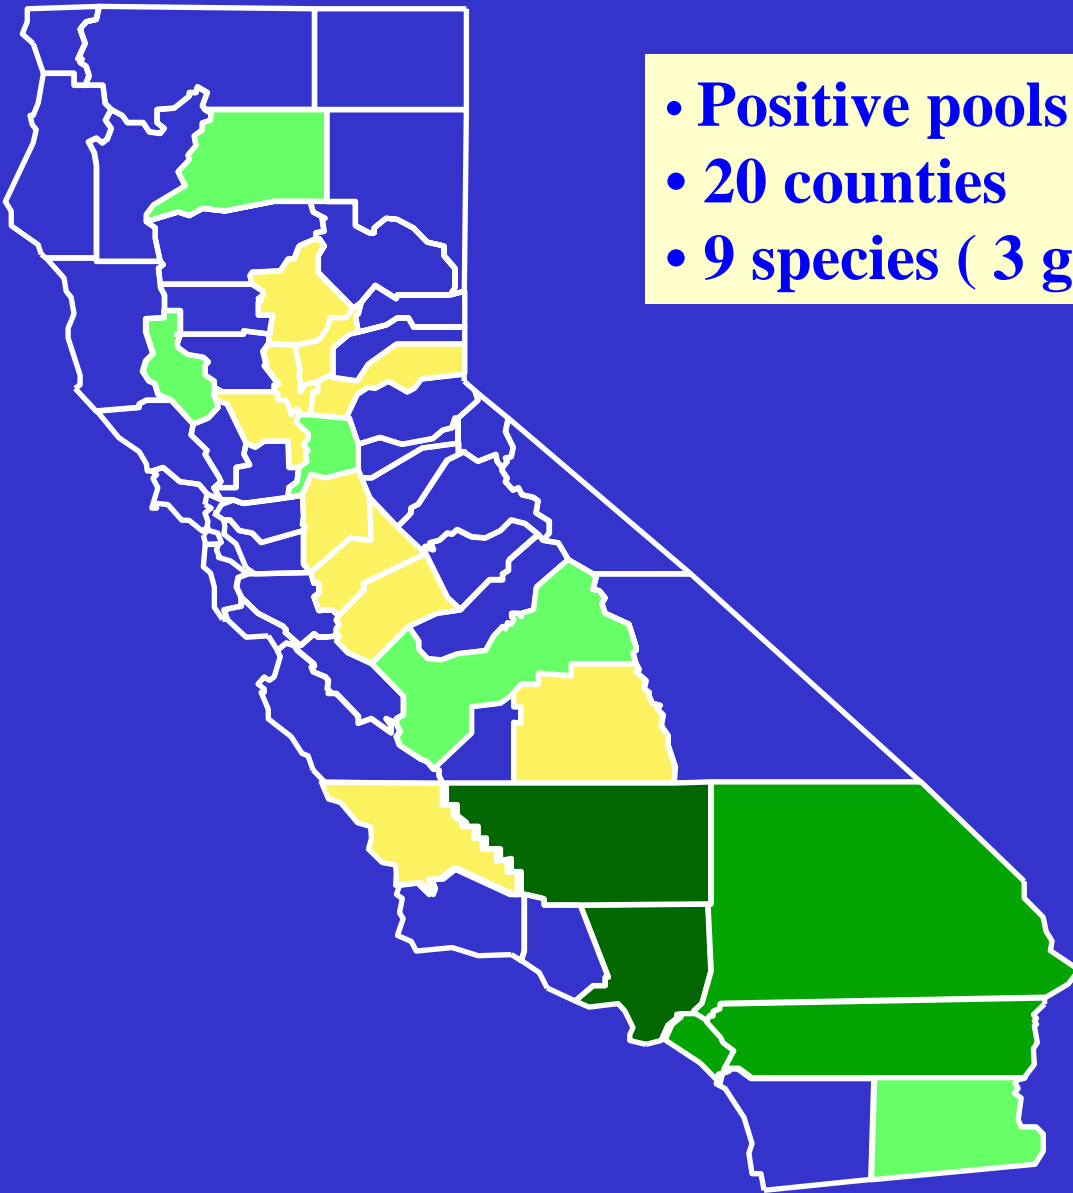 • Positive pools
• 20 counties
• 9 species ( 3 g